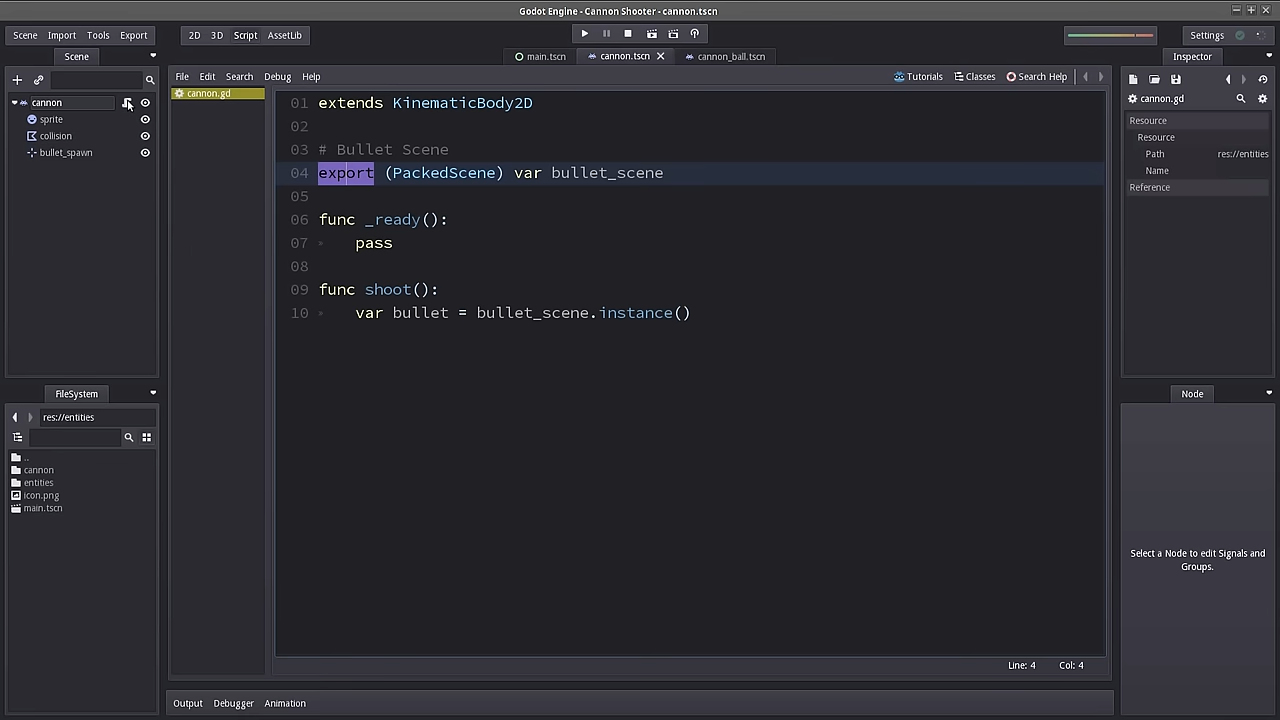 Godot Engine - Cannon Shooter - cannon.tscn
Scene Import Tools Export
2D 3D Script AssetLib
Settings
Scene
main.tscn cannon.tscn cannon_ball.tscn
Inspector
File Edit Search Debug Help
Tutorials Classes Search Help
cannon
sprite
collision
bullet_spawn
cannon.gd
01 extends KinematicBody2D
02
03 # Bullet Scene
04 export (PackedScene) var bullet_scene
05
06 func _ready():
07 pass
08
09 func shoot():
10 var bullet = bullet_scene.instance()
cannon.gd
Resource
Resource
Path res://entities
Name
Reference
FileSystem
res://entities
..
cannon
entities
icon.png
main.tscn
Node
Select a Node to edit Signals and
Groups.
Line: 4 Col: 4
Output Debugger Animation